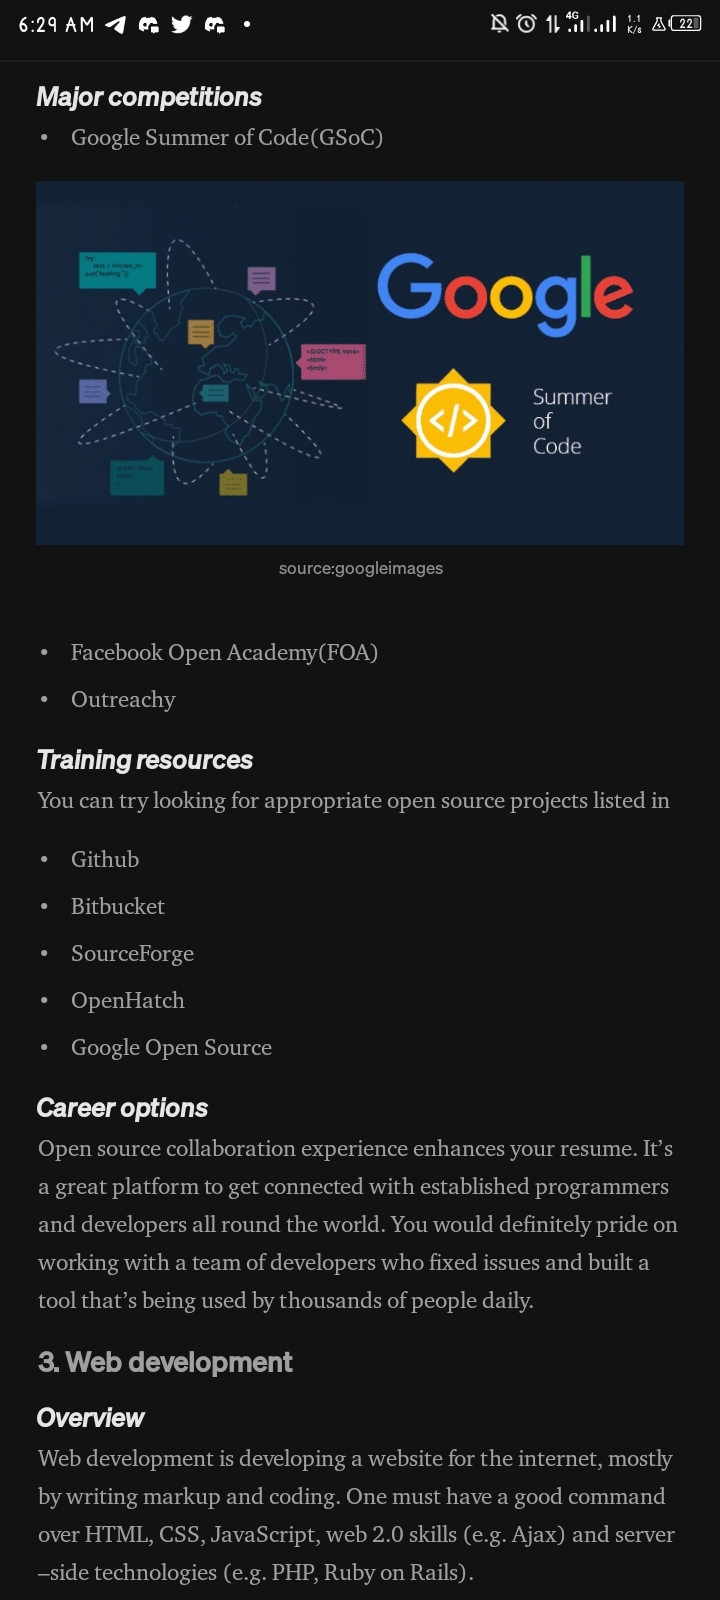 6:29 AM
4G
1.1
K/s
22
Major competitions
• Google Summer of Code(GSoC)
Google
Summer
of
Code
</>
<!DOCTYPE html>
<html>
<body>
source:googleimages
• Facebook Open Academy(FOA)
• Outreachy
Training resources
You can try looking for appropriate open source projects listed in
• Github
• Bitbucket
• SourceForge
• OpenHatch
• Google Open Source
Career options
Open source collaboration experience enhances your resume. It’s
a great platform to get connected with established programmers
and developers all round the world. You would definitely pride on
working with a team of developers who fixed issues and built a
tool that’s being used by thousands of people daily.
3. Web development
Overview
Web development is developing a website for the internet, mostly
by writing markup and coding. One must have a good command
over HTML, CSS, JavaScript, web 2.0 skills (e.g. Ajax) and server
–side technologies (e.g. PHP, Ruby on Rails).